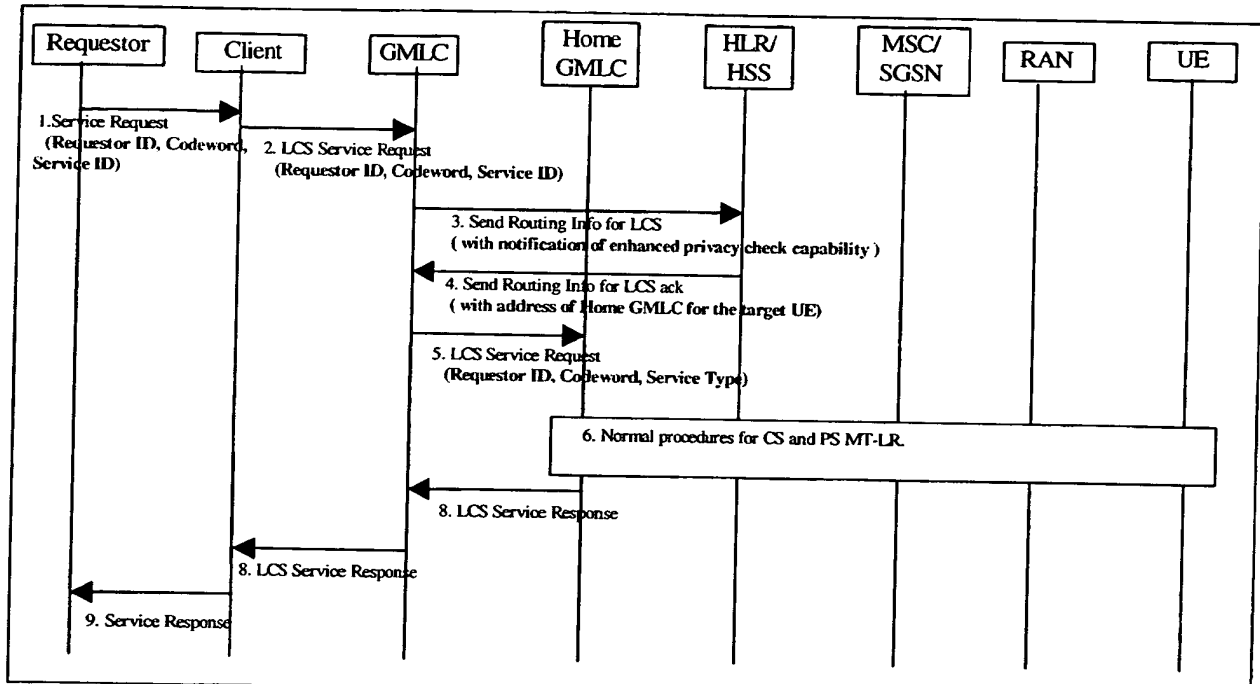 Requestor
Client
GMLC
Home
GMLC
HLR/
HSS
MSC/
SGSN
RAN
UE
1.Service Request
(Requestor ID, Codeword,
Service ID)
2. LCS Service Request
(Requestor ID, Codeword, Service ID)
3. Send Routing Info for LCS
( with notification of enhanced privacy check capability )
4. Send Routing Info for LCS ack
( with address of Home GMLC for the target UE)
5. LCS Service Request
(Requestor ID, Codeword, Service Type)
6. Normal procedures for CS and PS MT-LR.
8. LCS Service Response
8. LCS Service Response
9. Service Response